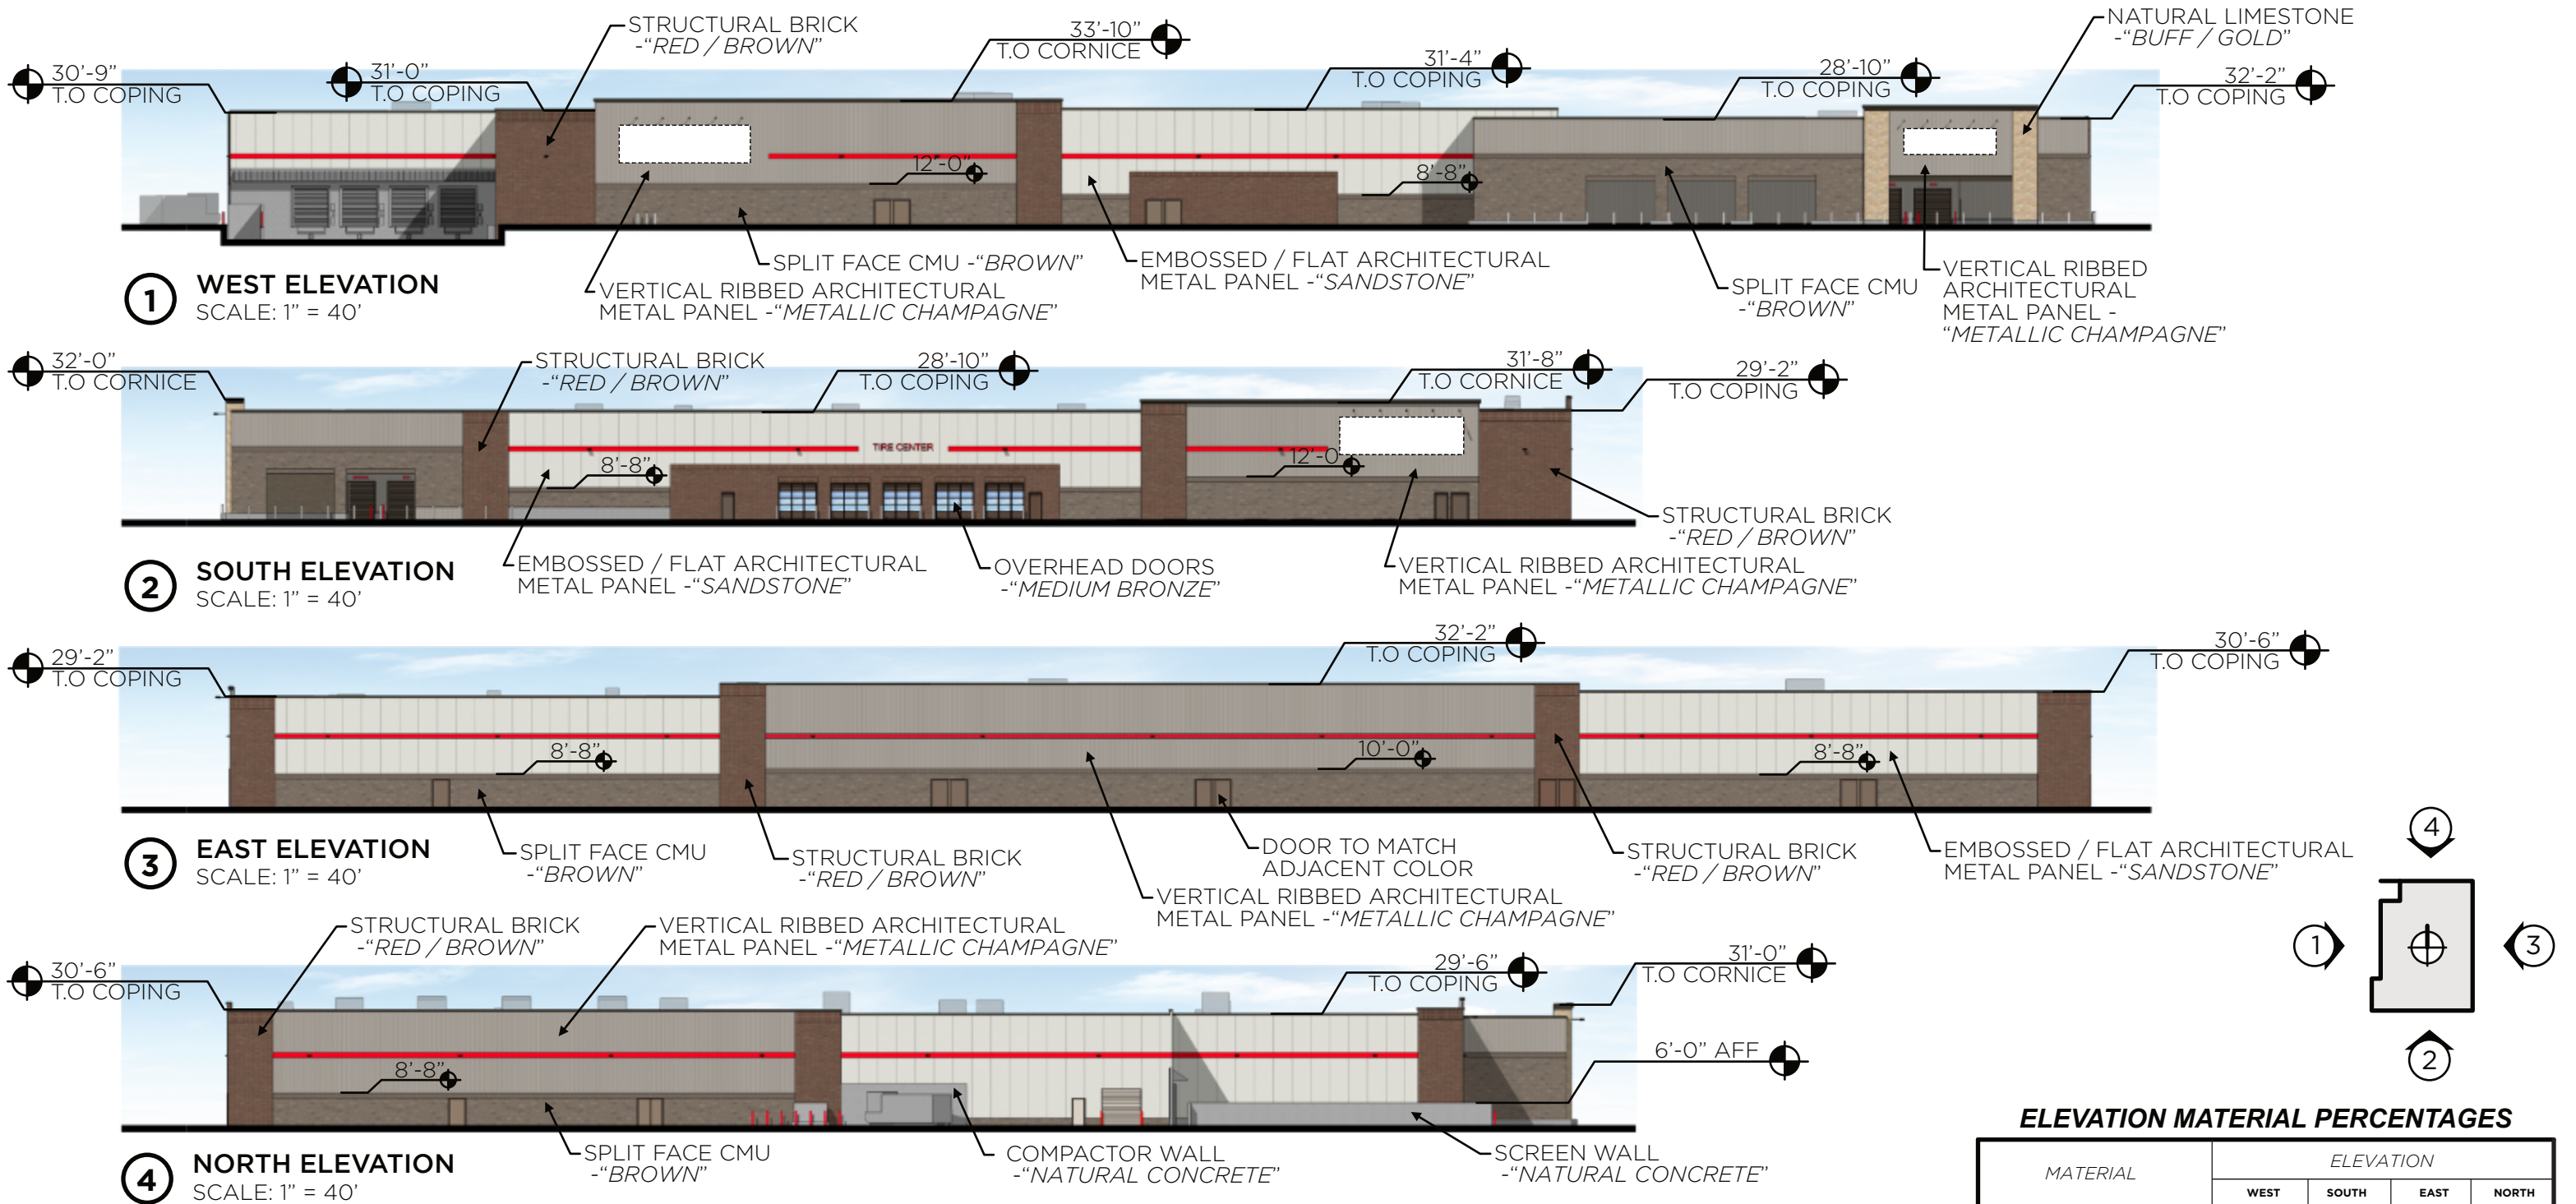 STRUCTURAL BRICK
-“RED / BROWN”
33’-10”
T.O CORNICE
NATURAL LIMESTONE
-“BUFF / GOLD”
30’-9”
T.O COPING
31’-0”
T.O COPING
31’-4”
T.O COPING
28’-10”
T.O COPING
32’-2”
T.O COPING
12’-0”
8’-8”
SPLIT FACE CMU -“BROWN”
VERTICAL RIBBED ARCHITECTURAL
METAL PANEL -“METALLIC CHAMPAGNE”
EMBOSSED / FLAT ARCHITECTURAL
METAL PANEL -“SANDSTONE”
SPLIT FACE CMU
-“BROWN”
VERTICAL RIBBED
ARCHITECTURAL
METAL PANEL -
“METALLIC CHAMPAGNE”
1
WEST ELEVATION
SCALE: 1” = 40’
32’-0”
T.O CORNICE
STRUCTURAL BRICK
-“RED / BROWN”
28’-10”
T.O COPING
31’-8”
T.O CORNICE
29’-2”
T.O COPING
TIRE CENTER
8’-8”
12’-0
STRUCTURAL BRICK
-“RED / BROWN”
EMBOSSED / FLAT ARCHITECTURAL
METAL PANEL -“SANDSTONE”
OVERHEAD DOORS
-“MEDIUM BRONZE”
VERTICAL RIBBED ARCHITECTURAL
METAL PANEL -“METALLIC CHAMPAGNE”
2
SOUTH ELEVATION
SCALE: 1” = 40’
29’-2”
T.O COPING
32’-2”
T.O COPING
30’-6”
T.O COPING
8’-8”
10’-0”
8’-8”
3
EAST ELEVATION
SCALE: 1” = 40’
SPLIT FACE CMU
-“BROWN”
STRUCTURAL BRICK
-“RED / BROWN”
DOOR TO MATCH
ADJACENT COLOR
VERTICAL RIBBED ARCHITECTURAL
METAL PANEL -“METALLIC CHAMPAGNE”
STRUCTURAL BRICK
-“RED / BROWN”
EMBOSSED / FLAT ARCHITECTURAL
METAL PANEL -“SANDSTONE”
4
1
3
2
STRUCTURAL BRICK
-“RED / BROWN”
VERTICAL RIBBED ARCHITECTURAL
METAL PANEL -“METALLIC CHAMPAGNE”
30’-6”
T.O COPING
29’-6”
T.O COPING
31’-0”
T.O CORNICE
6’-0” AFF
8’-8”
4
NORTH ELEVATION
SCALE: 1” = 40’
SPLIT FACE CMU
-“BROWN”
COMPACTOR WALL
-“NATURAL CONCRETE”
SCREEN WALL
-“NATURAL CONCRETE”
ELEVATION MATERIAL PERCENTAGES
MATERIAL
ELEVATION
WEST SOUTH EAST NORTH